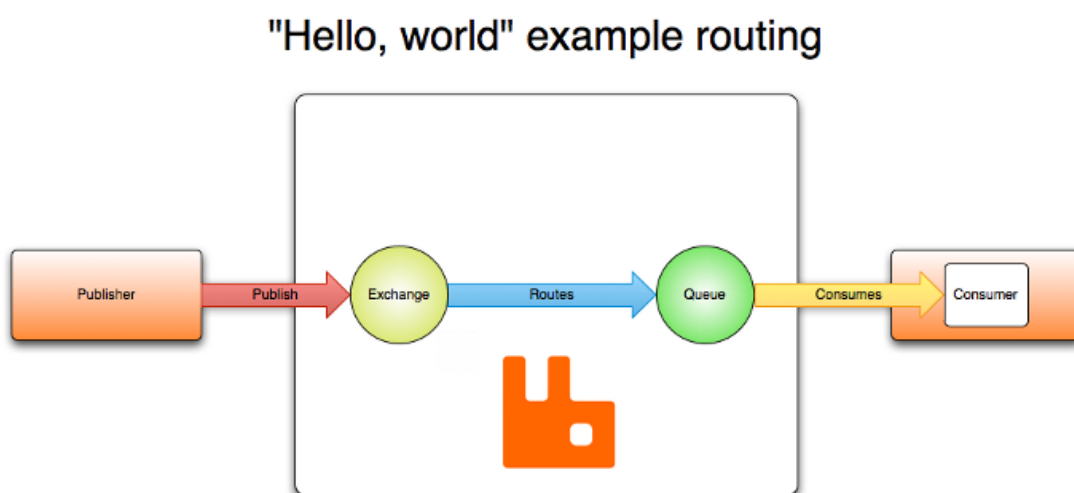 "Hello, world" example routing
Publisher
Publish
Exchange
Routes
Queue
Consumes
Consumer